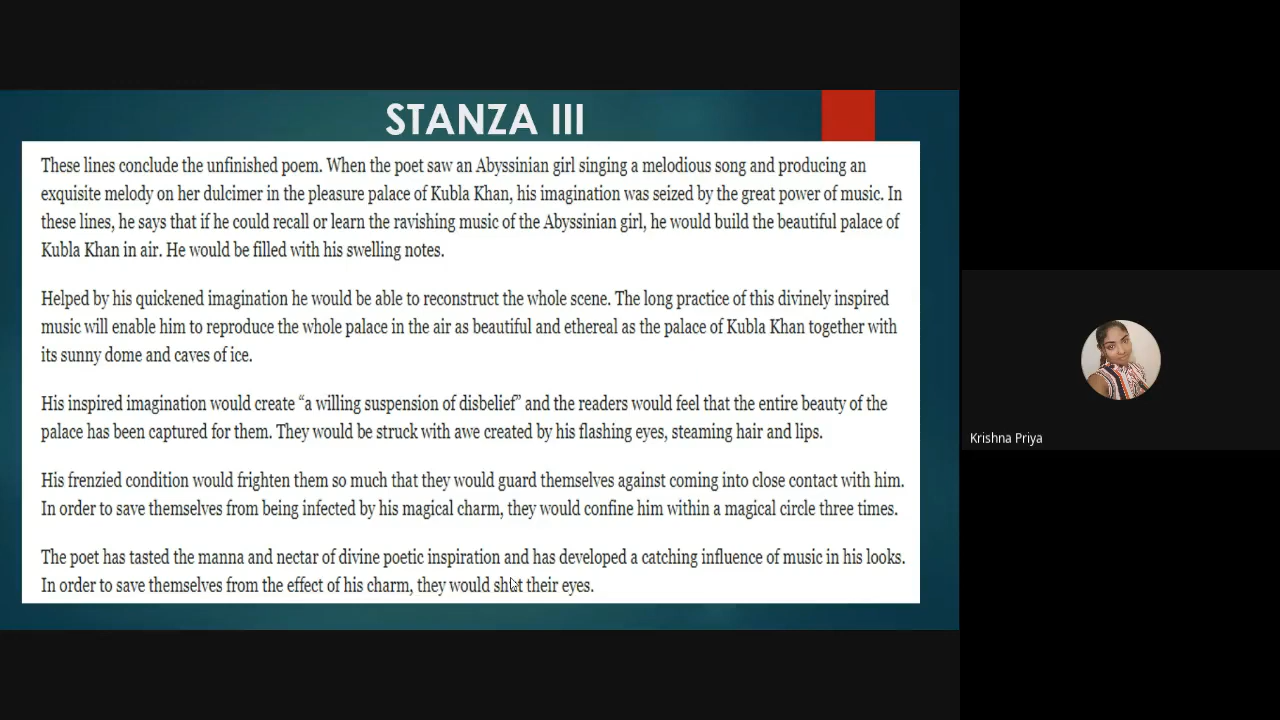 STANZA III
These lines conclude the unfinished poem. When the poet saw an Abyssinian girl singing a melodious song and producing an
exquisite melody on her dulcimer in the pleasure palace of Kubla Khan, his imagination was seized by the great power of music. In
these lines, he says that if he could recall or learn the ravishing music of the Abyssinian girl, he would build the beautiful palace of
Kubla Khan in air. He would be filled with his swelling notes.
Helped by his quickened imagination he would be able to reconstruct the whole scene. The long practice of this divinely inspired
music will enable him to reproduce the whole palace in the air as beautiful and ethereal as the palace of Kubla Khan together with
its sunny dome and caves of ice.
His inspired imagination would create “a willing suspension of disbelief” and the readers would feel that the entire beauty of the
palace has been captured for them. They would be struck with awe created by his flashing eyes, steaming hair and lips.
His frenzied condition would frighten them so much that they would guard themselves against coming into close contact with him.
In order to save themselves from being infected by his magical charm, they would confine him within a magical circle three times.
The poet has tasted the manna and nectar of divine poetic inspiration and has developed a catching influence of music in his looks.
In order to save themselves from the effect of his charm, they would shut their eyes.
Krishna Priya